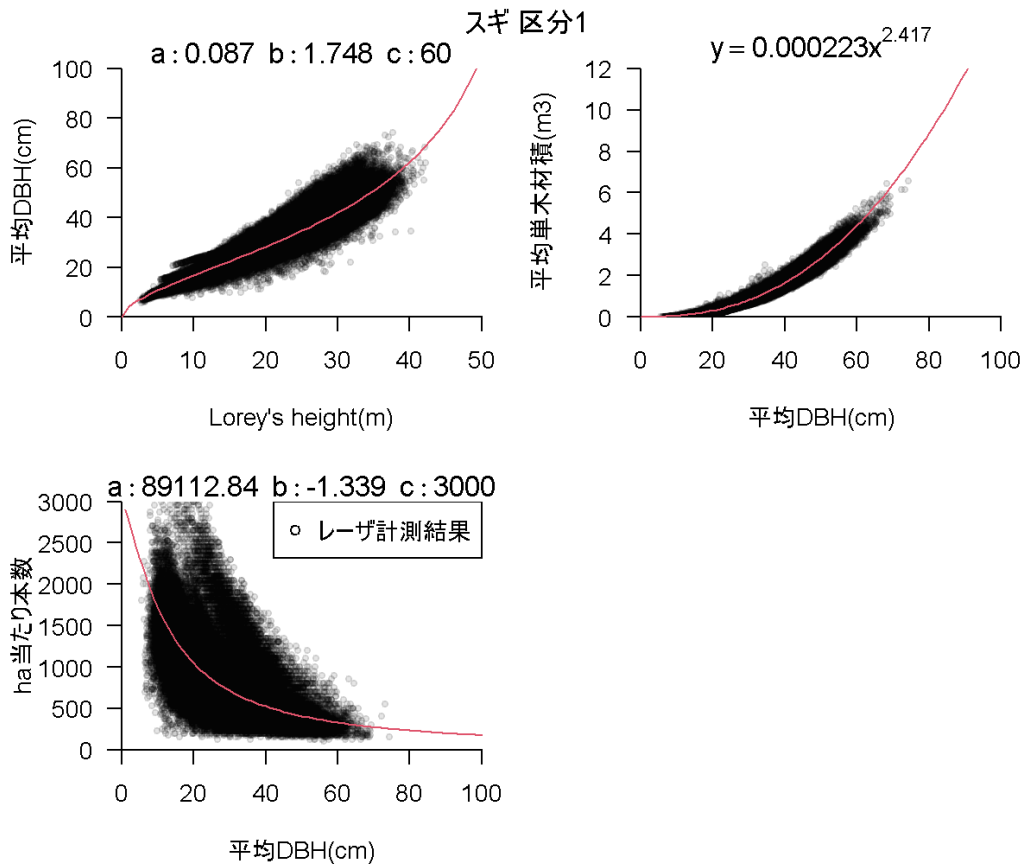 スギ 区分1
a : 0.087 b : 1.748 c : 60
100
80
60
40
20
0
平均DBH(cm)
0 10 20 30 40 50
Lorey's height(m)
y = 0.000223x^2.417
12
10
8
6
4
2
0
平均単木材積(m3)
0 20 40 60 80 100
平均DBH(cm)
a : 89112.84 b : -1.339 c : 3000
3000
2500
2000
1500
1000
500
0
ha当たり本数
レーザ計測結果
0 20 40 60 80 100
平均DBH(cm)